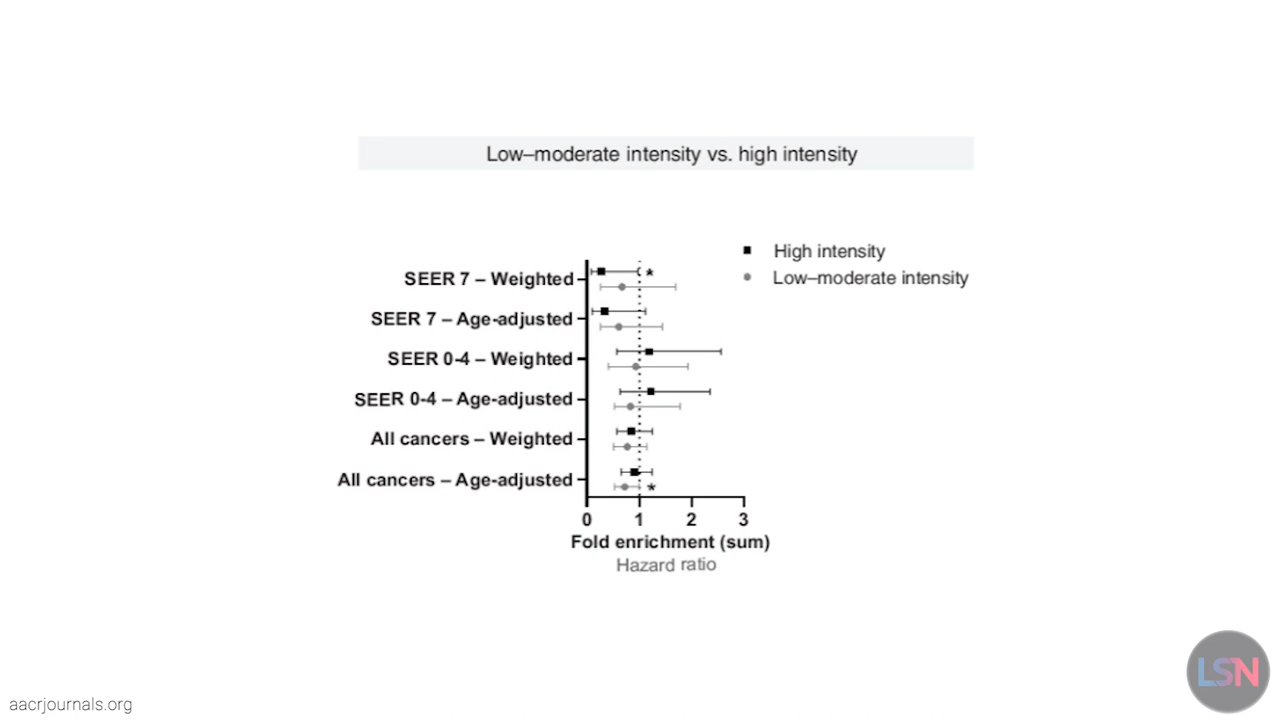 Low–moderate intensity vs. high intensity
High intensity
Low–moderate intensity
SEER 7 – Weighted
*
SEER 7 – Age-adjusted
SEER 0-4 – Weighted
SEER 0-4 – Age-adjusted
All cancers – Weighted
All cancers – Age-adjusted
*
0 1 2 3
Fold enrichment (sum)
Hazard ratio
LSN
aacrjournals.org